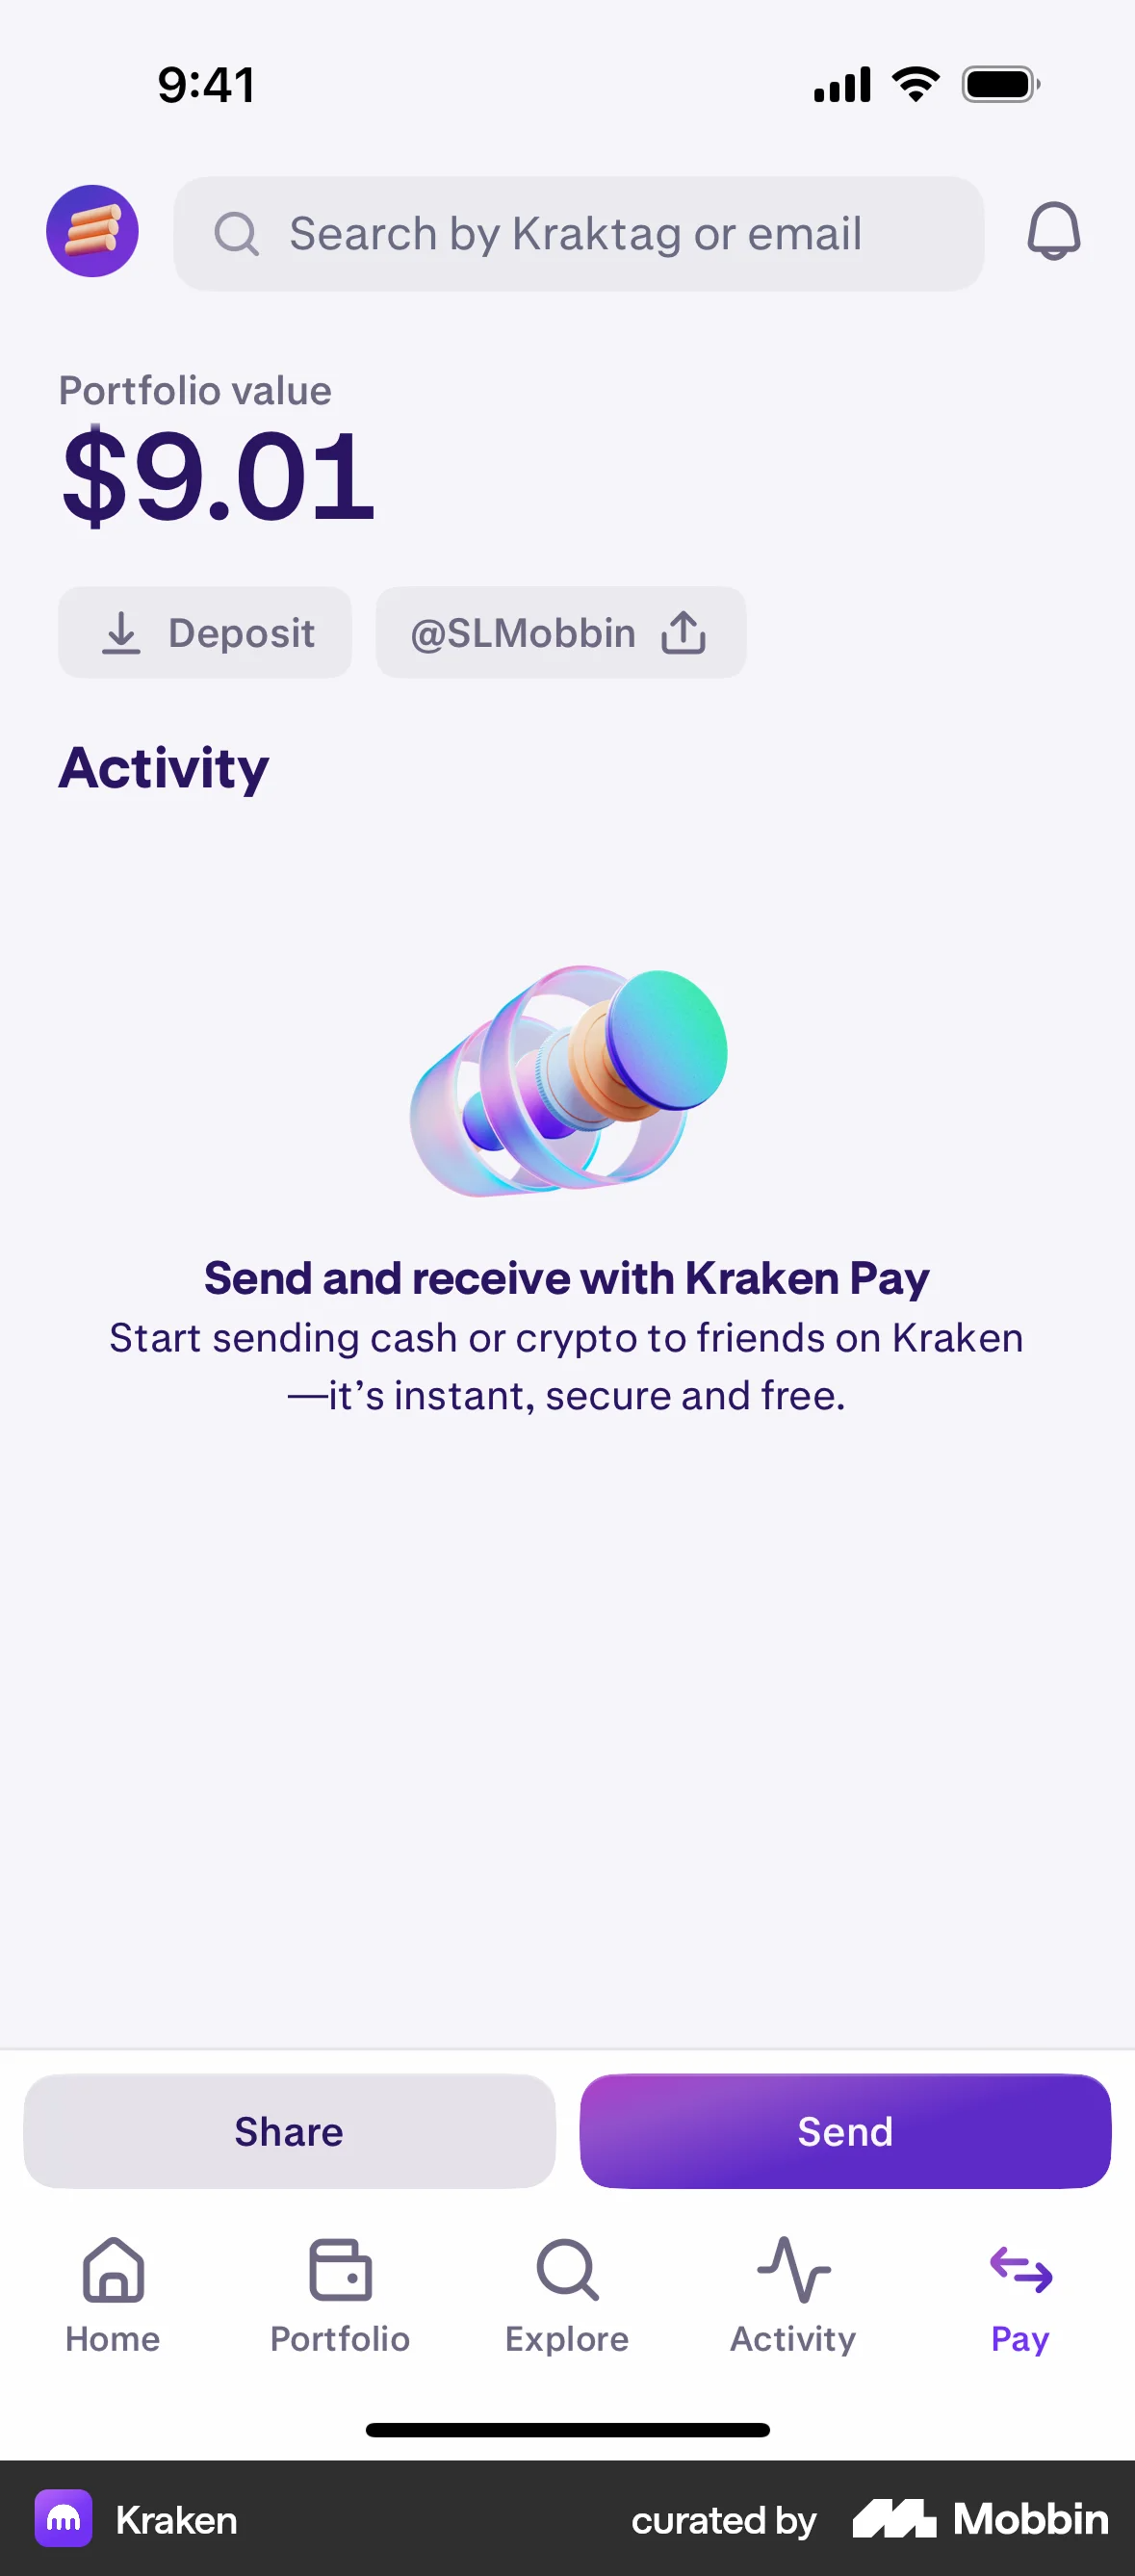 9:41
Search by Kraktag or email
Portfolio value
$9.01
Deposit
@SLMobbin
Activity
Send and receive with Kraken Pay
Start sending cash or crypto to friends on Kraken
—it’s instant, secure and free.
Share
Send
Home
Portfolio
Explore
Activity
Pay
Kraken
curated by
Mobbin